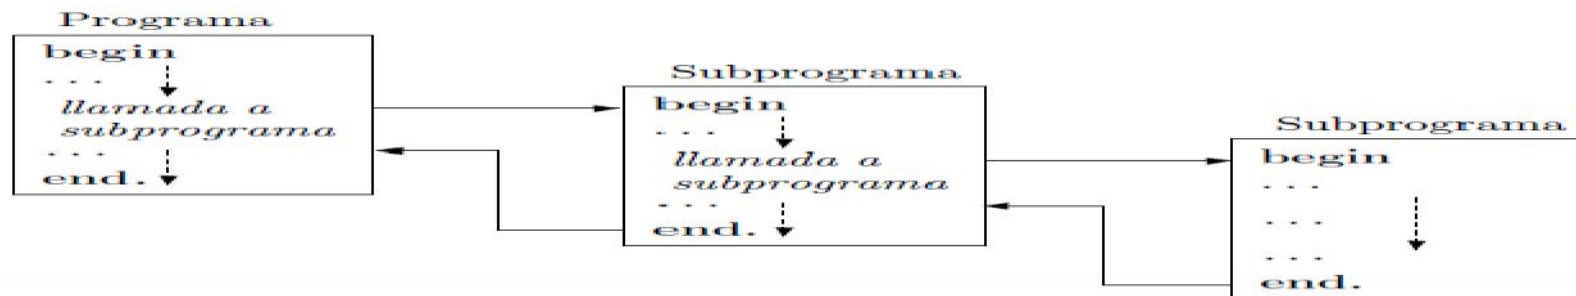 Programa
begin
...
llamada a
subprograma
...
end.
Subprograma
begin
...
llamada a
subprograma
...
end.
Subprograma
begin
...
...
...
end.